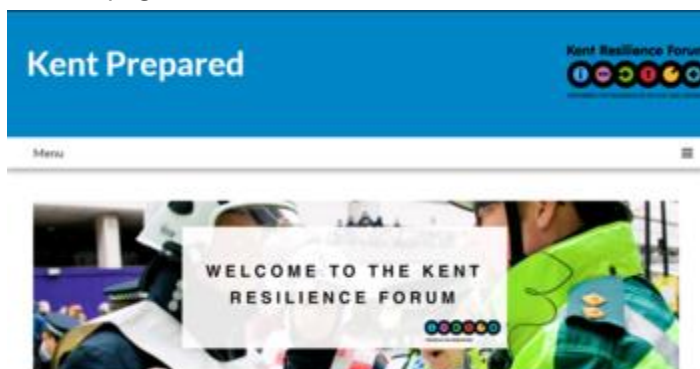 Kent Prepared
Kent Resilience Forum
Menu
WELCOME TO THE KENT
RESILIENCE FORUM